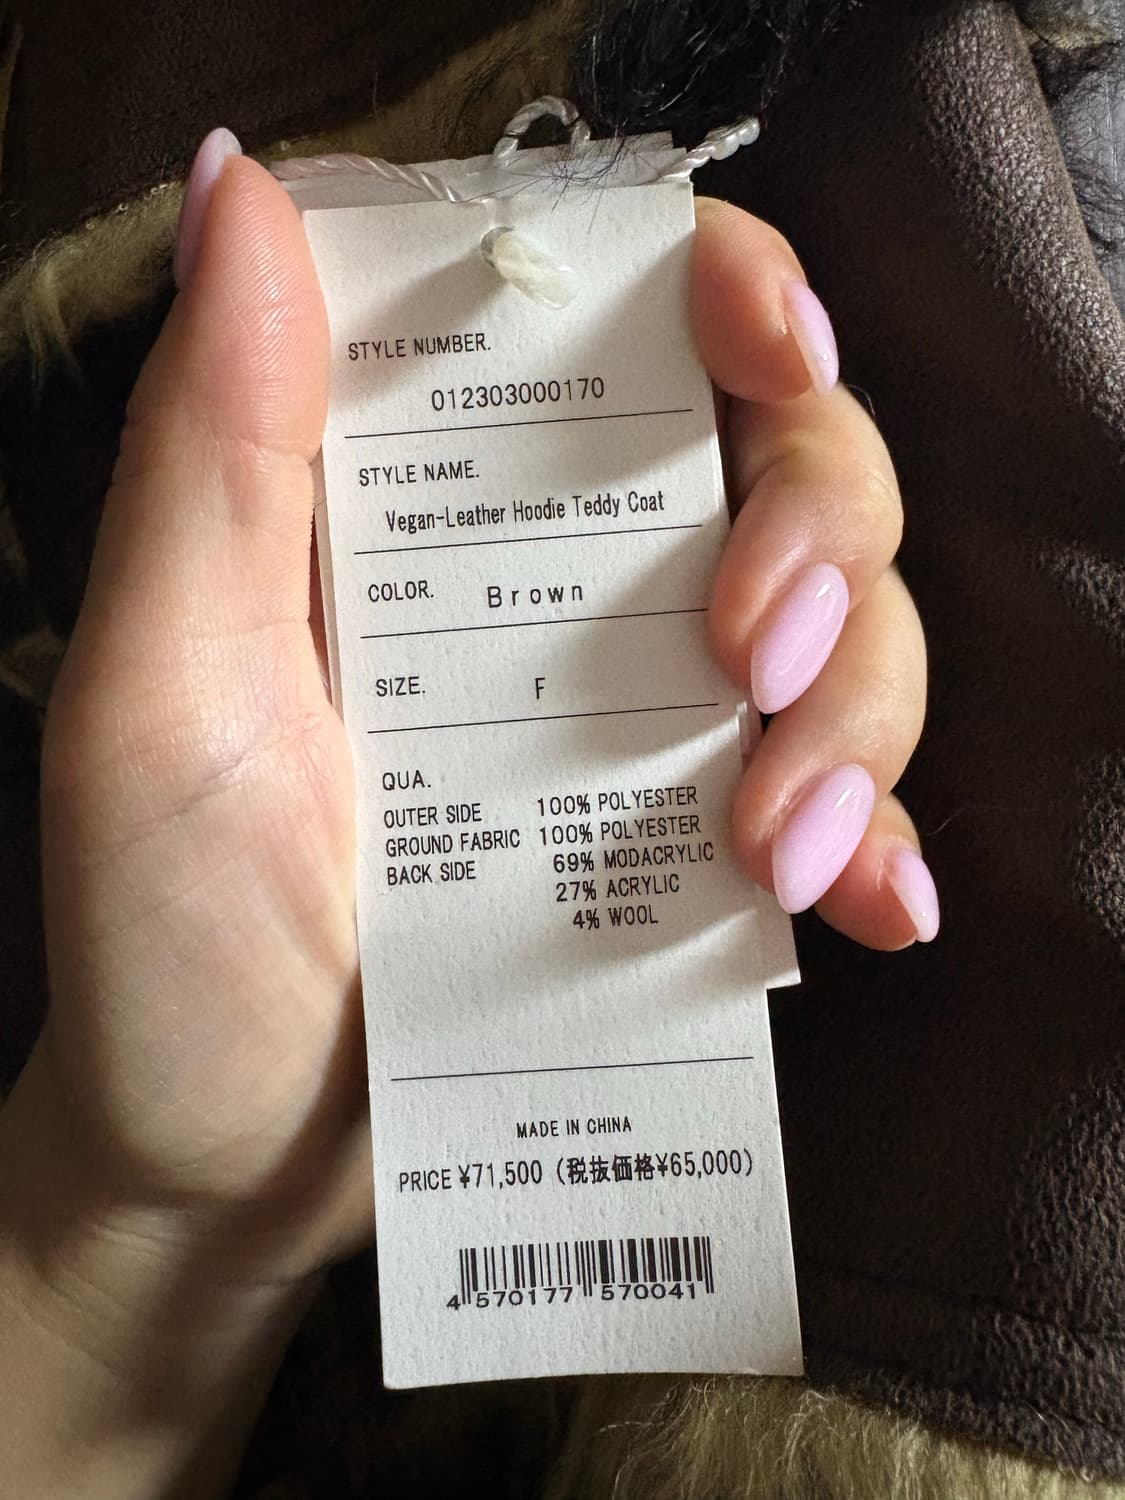 STYLE NUMBER.
012303000170
STYLE NAME.
Vegan-Leather Hoodie Teddy Coat
COLOR. Brown
SIZE. F
QUA.
OUTER SIDE 100% POLYESTER
GROUND FABRIC 100% POLYESTER
BACK SIDE 69% MODACRYLIC
27% ACRYLIC
4% WOOL
MADE IN CHINA
PRICE ¥71,500 (税抜価格¥65,000)
4 570177 570041